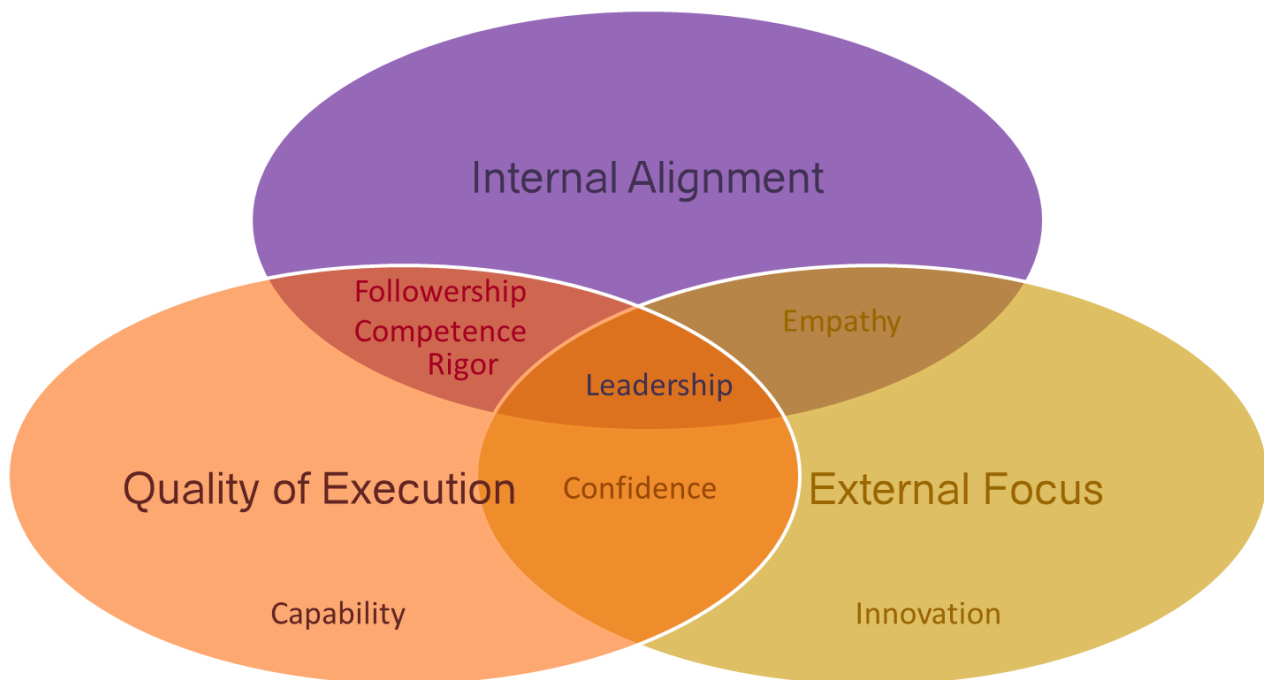 Internal Alignment
Followership
Competence
Rigor
Empathy
Leadership
Quality of Execution
Confidence
External Focus
Capability
Innovation